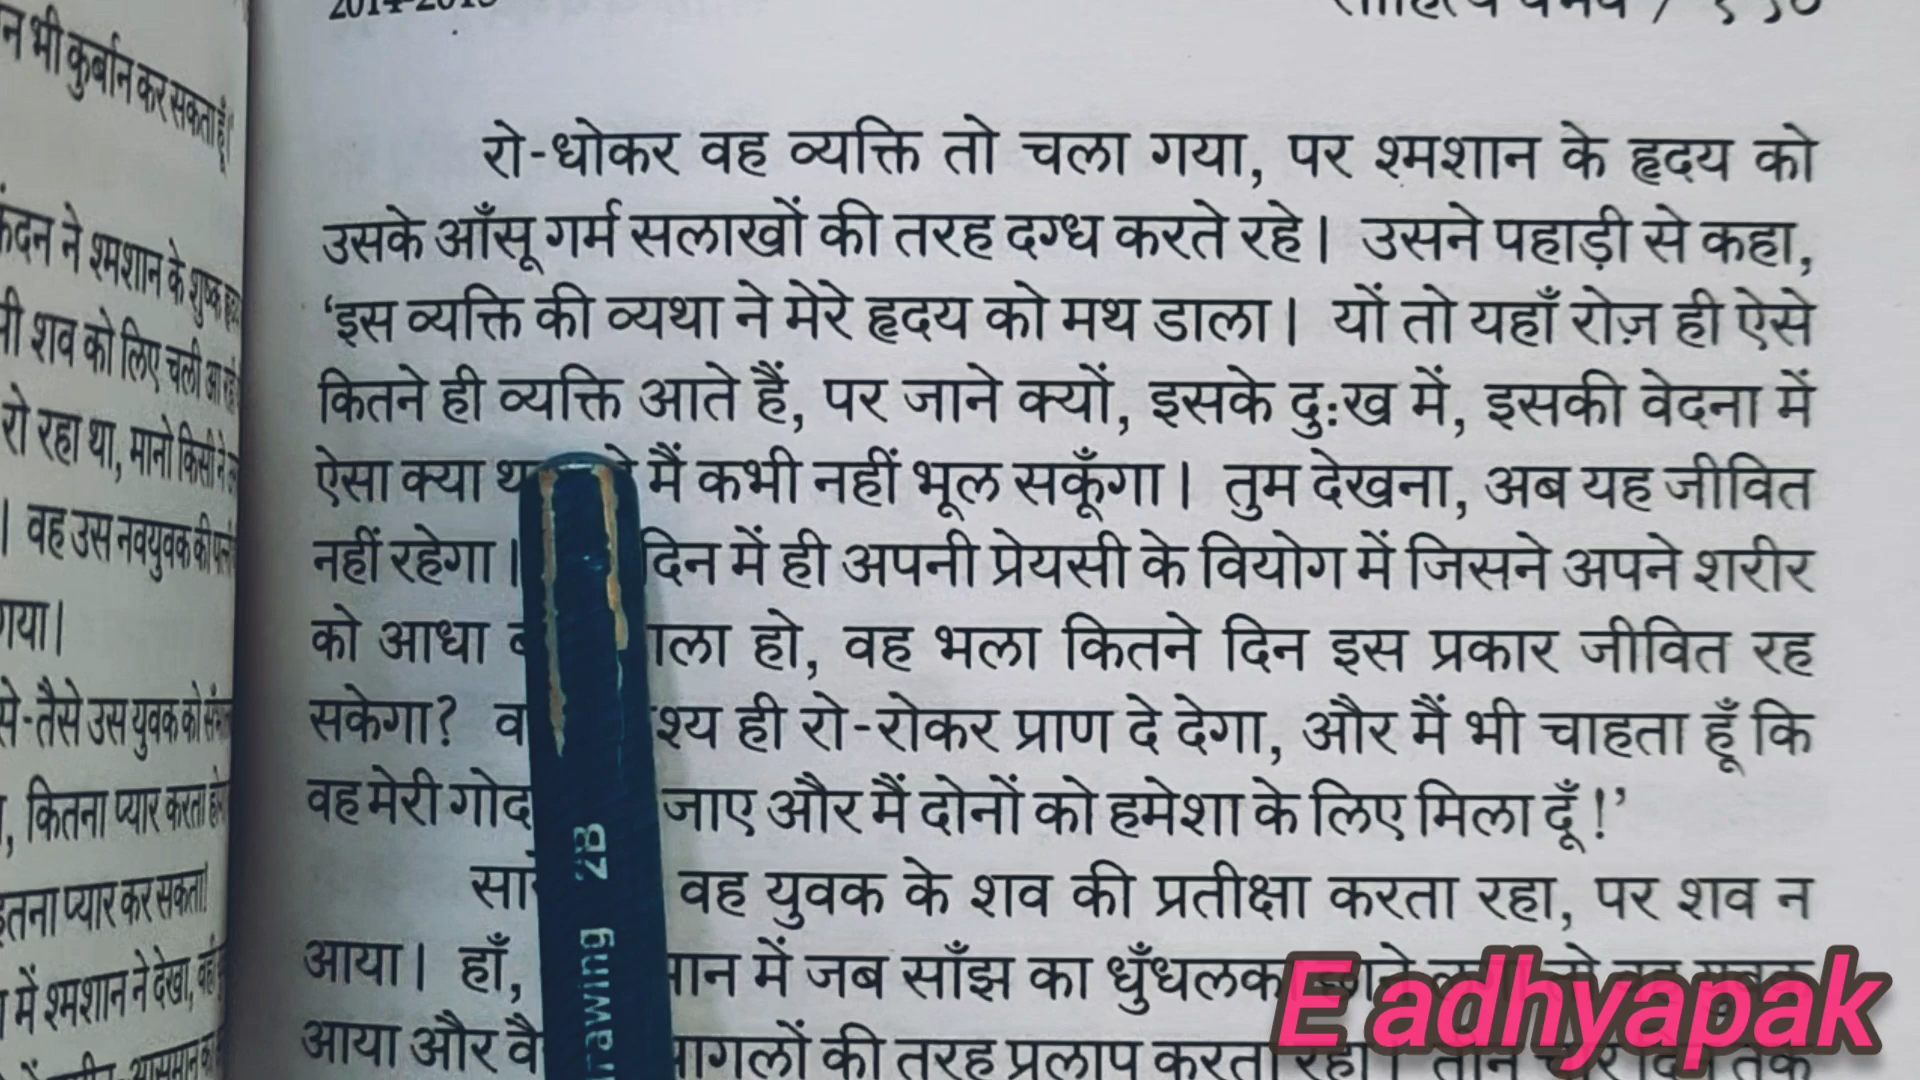 न भी कुर्बान कर सकता हूँ।'
ने श्मशान के शुष्क
शव को लिए चली आ
रो रहा था, मानो किसी ने
। वह उस नवयुवक की
गया।
से-तैसे उस युवक को
, कितना प्यार करता
इतना प्यार कर सकता!
में श्मशान ने देखा,
2014-2015
रो-धोकर वह व्यक्ति तो चला गया, पर श्मशान के हृदय को
उसके आँसू गर्म सलाखों की तरह दग्ध करते रहे। उसने पहाड़ी से कहा,
‘इस व्यक्ति की व्यथा ने मेरे हृदय को मथ डाला। यों तो यहाँ रोज़ ही ऐसे
कितने ही व्यक्ति आते हैं, पर जाने क्यों, इसके दुःख में, इसकी वेदना में
ऐसा क्या मैं कभी नहीं भूल सकूँगा। तुम देखना, अब यह जीवित
नहीं रहेगा। दिन में ही अपनी प्रेयसी के वियोग में जिसने अपने शरीर
को आधा हो, वह भला कितने दिन इस प्रकार जीवित रह
सकेगा? ही रो-रोकर प्राण दे देगा, और मैं भी चाहता हूँ कि
वह मेरी गोद जाए और मैं दोनों को हमेशा के लिए मिला दूँ!’
वह युवक के शव की प्रतीक्षा करता रहा, पर शव न
आया। हाँ, में जब साँझ का
आया और की तरह प्रलाप करता रहा।
2B
E adhyapak